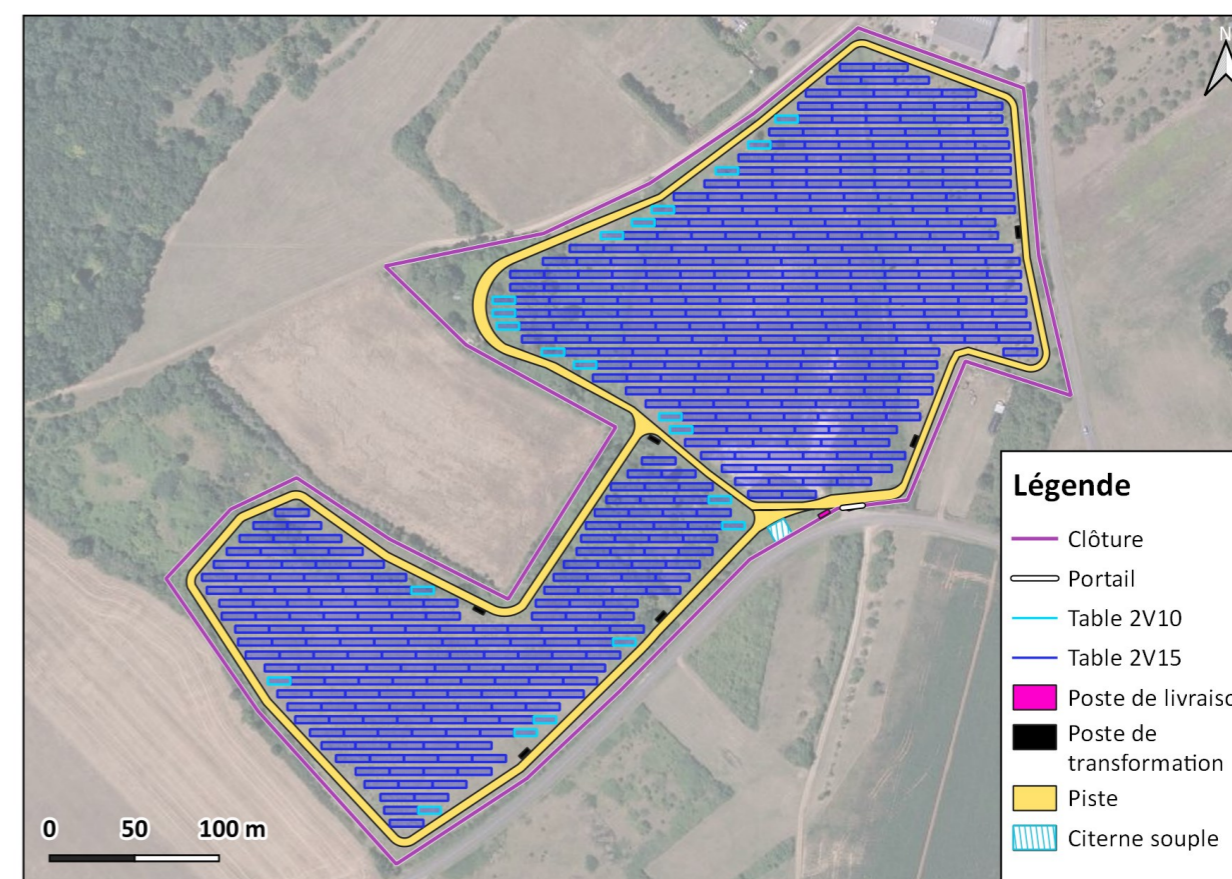 N
Légende
Clôture
Portail
Table 2V10
Table 2V15
Poste de livraiso
Poste de
transformation
Piste
Citerne souple
0 50 100 m